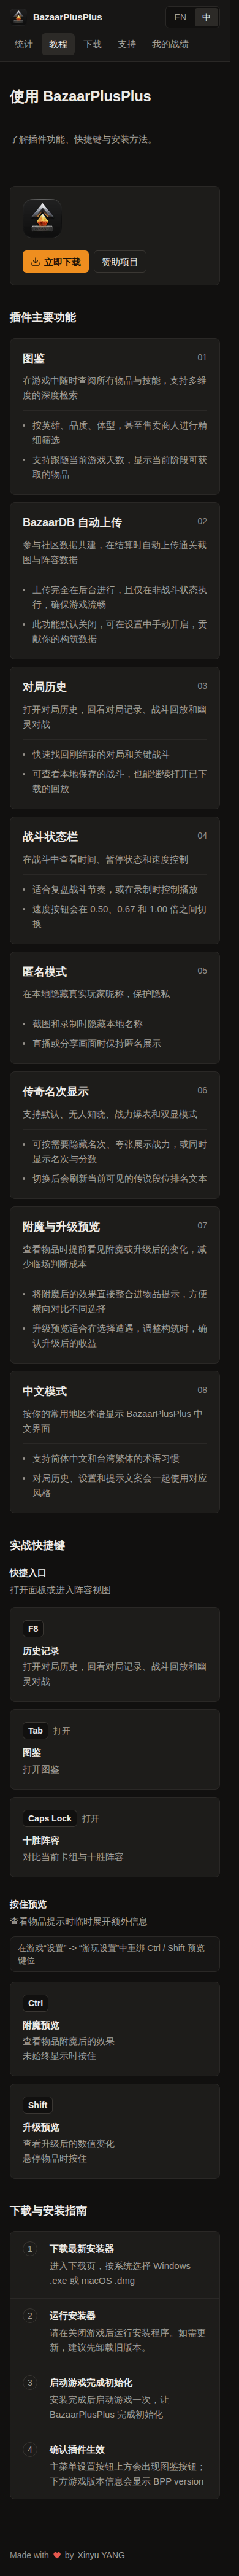 BazaarPlusPlus
EN 中
统计 教程 下载 支持 我的战绩
使用 BazaarPlusPlus
了解插件功能、快捷键与安装方法。
立即下载 赞助项目
插件主要功能
图鉴 01
在游戏中随时查阅所有物品与技能，支持多维
度的深度检索
按英雄、品质、体型，甚至售卖商人进行精
细筛选
支持跟随当前游戏天数，显示当前阶段可获
取的物品
BazaarDB 自动上传 02
参与社区数据共建，在结算时自动上传通关截
图与阵容数据
上传完全在后台进行，且仅在非战斗状态执
行，确保游戏流畅
此功能默认关闭，可在设置中手动开启，贡
献你的构筑数据
对局历史 03
打开对局历史，回看对局记录、战斗回放和幽
灵对战
快速找回刚结束的对局和关键战斗
可查看本地保存的战斗，也能继续打开已下
载的回放
战斗状态栏 04
在战斗中查看时间、暂停状态和速度控制
适合复盘战斗节奏，或在录制时控制播放
速度按钮会在 0.50、0.67 和 1.00 倍之间切
换
匿名模式 05
在本地隐藏真实玩家昵称，保护隐私
截图和录制时隐藏本地名称
直播或分享画面时保持匿名展示
传奇名次显示 06
支持默认、无人知晓、战力爆表和双显模式
可按需要隐藏名次、夸张展示战力，或同时
显示名次与分数
切换后会刷新当前可见的传说段位排名文本
附魔与升级预览 07
查看物品时提前看见附魔或升级后的变化，减
少临场判断成本
将附魔后的效果直接整合进物品提示，方便
横向对比不同选择
升级预览适合在选择遭遇，调整构筑时，确
认升级后的收益
中文模式 08
按你的常用地区术语显示 BazaarPlusPlus 中
文界面
支持简体中文和台湾繁体的术语习惯
对局历史、设置和提示文案会一起使用对应
风格
实战快捷键
快捷入口
打开面板或进入阵容视图
F8
历史记录
打开对局历史，回看对局记录、战斗回放和幽
灵对战
Tab 打开
图鉴
打开图鉴
Caps Lock 打开
十胜阵容
对比当前卡组与十胜阵容
按住预览
查看物品提示时临时展开额外信息
在游戏“设置” -> “游玩设置”中重绑 Ctrl / Shift 预览
键位
Ctrl
附魔预览
查看物品附魔后的效果
未始终显示时按住
Shift
升级预览
查看升级后的数值变化
悬停物品时按住
下载与安装指南
1 下载最新安装器
进入下载页，按系统选择 Windows
.exe 或 macOS .dmg
2 运行安装器
请在关闭游戏后运行安装程序。如需更
新，建议先卸载旧版本。
3 启动游戏完成初始化
安装完成后启动游戏一次，让
BazaarPlusPlus 完成初始化
4 确认插件生效
主菜单设置按钮上方会出现图鉴按钮；
下方游戏版本信息会显示 BPP version
Made with ❤ by Xinyu YANG